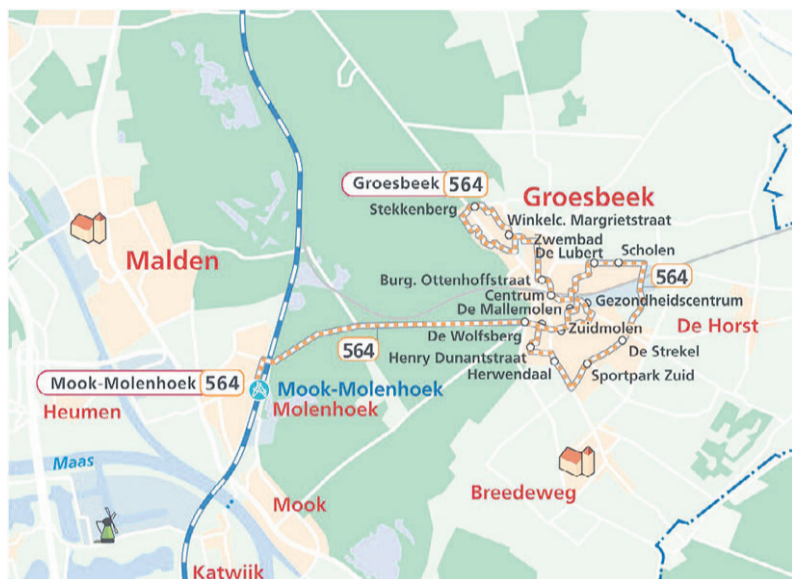 Groesbeek 564
Groesbeek
Stekkenberg
Winkelc. Margrietstraat
Malden
Zwembad
De Lubert
Scholen
564
Burg. Ottenhoffstraat
Centrum
Gezondheidscentrum
De Mallemolen
De Horst
De Wolfsberg
Zuidmolen
564
De Strekel
Henry Dunantstraat
Herwendaal
Sportpark Zuid
Mook-Molenhoek 564
Mook-Molenhoek
Heumen
Molenhoek
Maas
Breedeweg
Mook
Katwijk